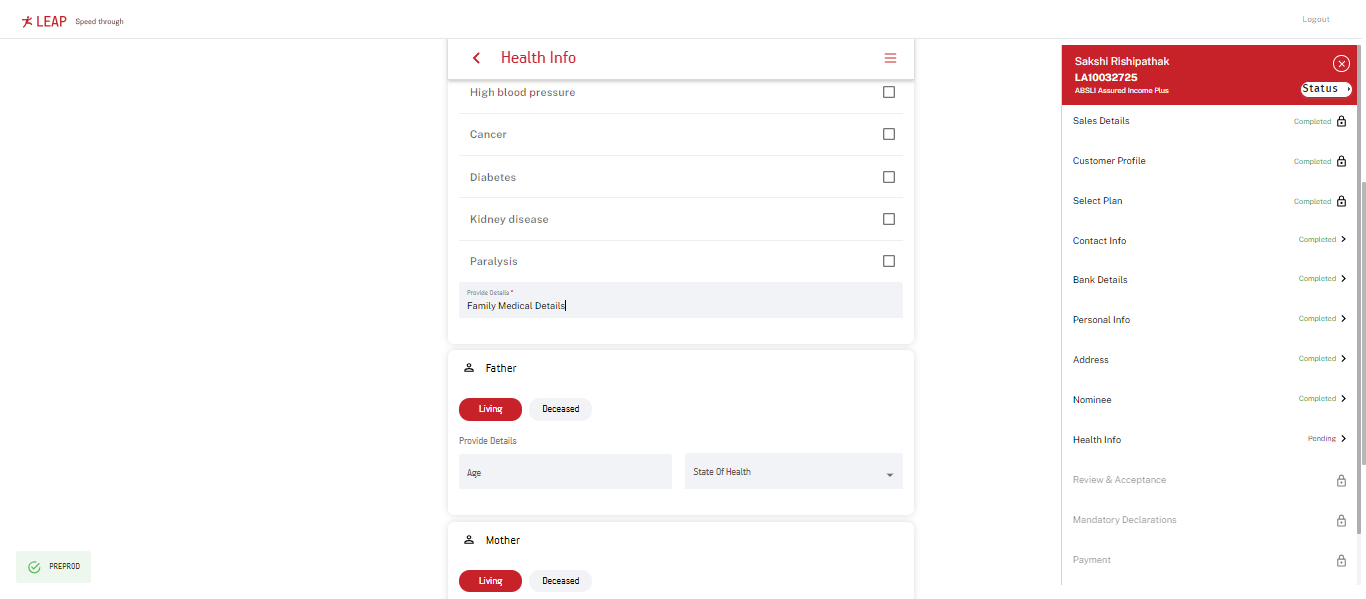 LEAP Speed through
Logout
Health Info
High blood pressure
Cancer
Diabetes
Kidney disease
Paralysis
Provide Details *
Family Medical Details
Father
Living Deceased
Provide Details
Age State Of Health
Mother
Living Deceased
PREPROD
Sakshi Rishipathak
LA10032725
ABSLI Assured Income Plus
Status
Sales Details Completed
Customer Profile Completed
Select Plan Completed
Contact Info Completed
Bank Details Completed
Personal Info Completed
Address Completed
Nominee Completed
Health Info Pending
Review & Acceptance
Mandatory Declarations
Payment